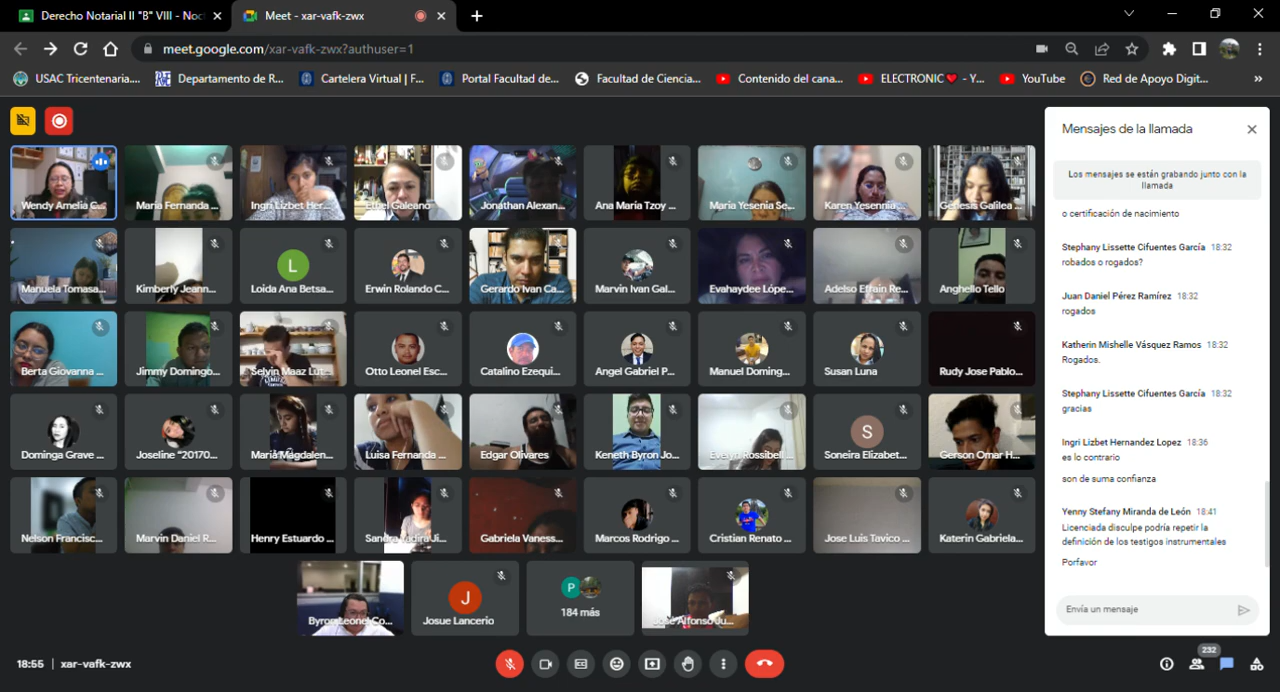 Derecho Notarial II "B" VIII - Noc
Meet - xar-vafk-zwx
meet.google.com/xar-vafk-zwx?authuser=1
USAC Tricentenaria....
Departamento de R...
Cartelera Virtual | F...
Portal Facultad de...
Facultad de Ciencia...
Contenido del cana...
ELECTRONIC❤ - Y...
YouTube
Red de Apoyo Digit...
»
Wendy Amelia C...
Maria Fernanda ...
Ingri Lizbet Her...
Ethel Galeano
Jonathan Alexan...
Ana Maria Tzoy ...
Maria Yesenia Se...
Karen Yesennia ...
Genesis Galilea ...
Manuela Tomasa...
Kimberly Jeann...
L
Loida Ana Betsa...
Erwin Rolando C...
Gerardo Ivan Ca...
Marvin Ivan Gal...
Evahaydee Lópe...
Adelso Efrain Re...
Anghello Tello
Berta Giovanna ...
Jimmy Domingo...
Selvin Maaz Lute...
Otto Leonel Esc...
Catalino Ezequi...
Angel Gabriel P...
Manuel Doming...
Susan Luna
Rudy Jose Pablo...
Dominga Grave ...
Joseline "20170...
Maria Magdalen...
Luisa Fernanda ...
Edgar Olivares
Keneth Byron Jo...
Evelyn Rossibell ...
S
Soneira Elizabet...
Gerson Omar H...
Nelson Francisc...
Marvin Daniel R...
Henry Estuardo ...
Sandra Yadira Ji...
Gabriela Vaness...
Marcos Rodrigo ...
Cristian Renato ...
Jose Luis Tavico ...
Katerin Gabriela...
Byron Leonel Co...
J
Josue Lancerio
P
184 más
José Alfonso Ju...
Mensajes de la llamada
Los mensajes se están grabando junto con la
llamada
o certificación de nacimiento
Stephany Lissette Cifuentes García 18:32
robados o rogados?
Juan Daniel Pérez Ramírez 18:32
rogados
Katherin Mishelle Vásquez Ramos 18:32
Rogados.
Stephany Lissette Cifuentes García 18:32
gracias
Ingri Lizbet Hernandez Lopez 18:36
es lo contrario
son de suma confianza
Yenny Stefany Miranda de León 18:41
Licenciada disculpe podría repetir la
definición de los testigos instrumentales
Porfavor
Envía un mensaje
18:55 | xar-vafk-zwx
232